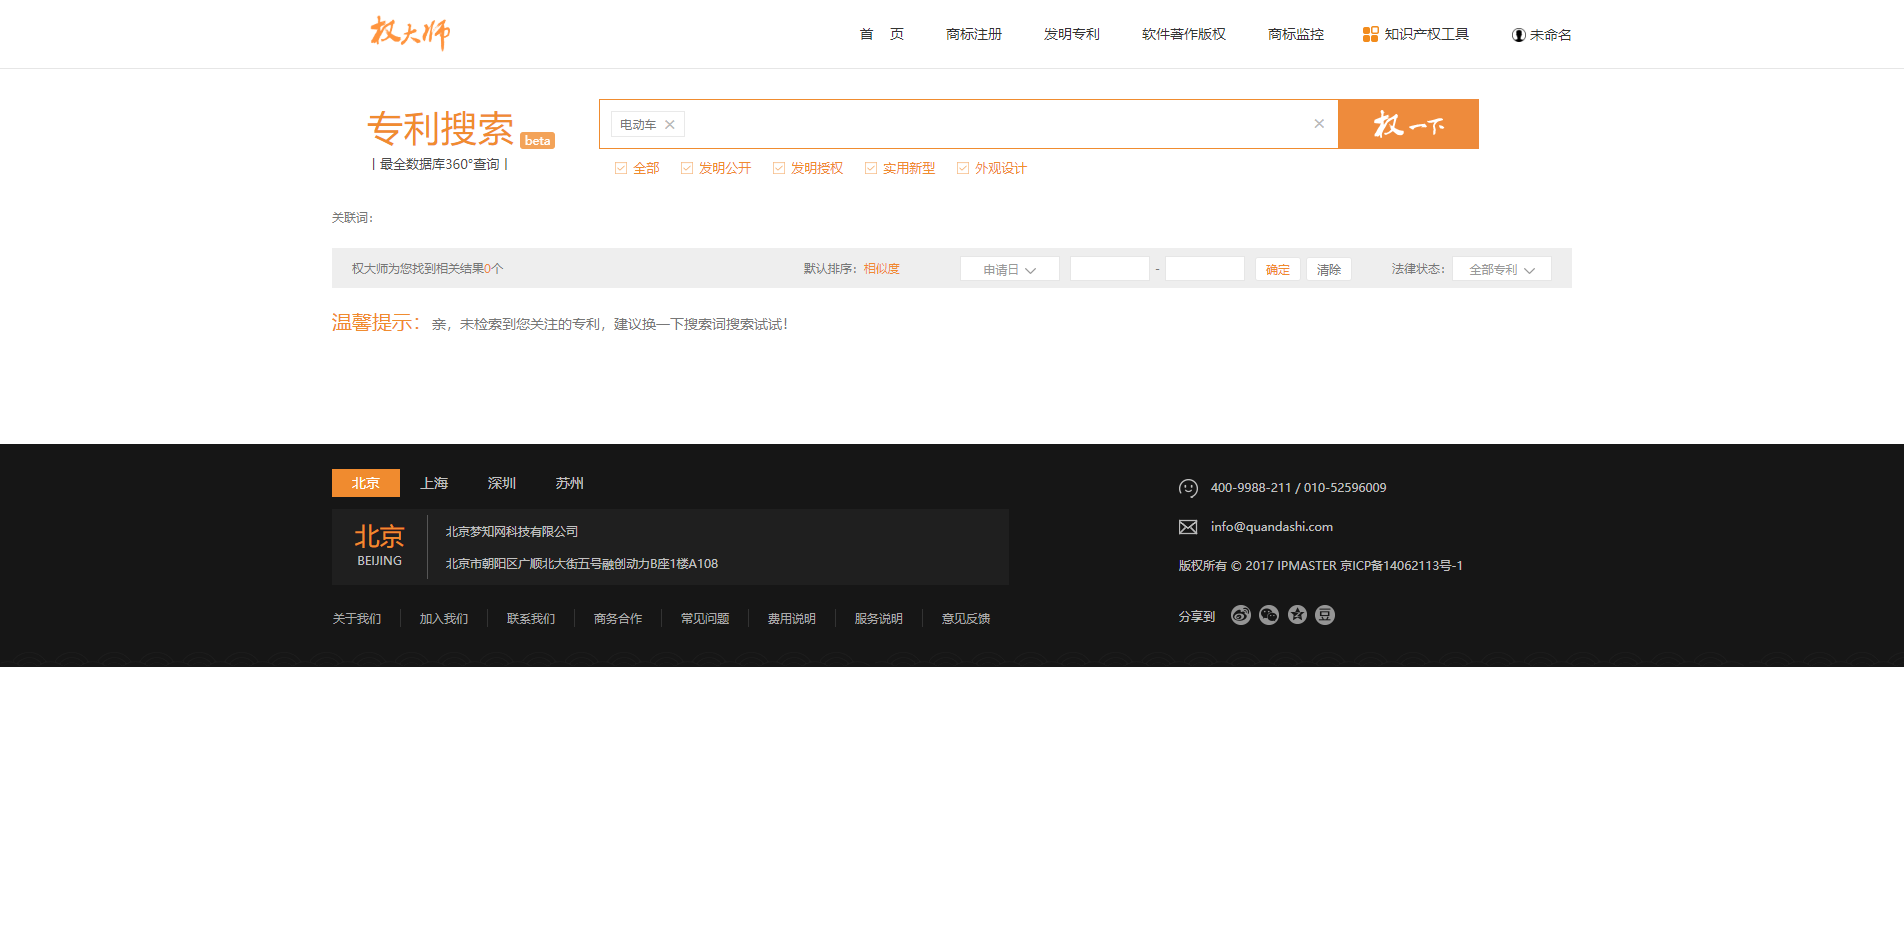 权大师 首 页 商标注册 发明专利 软件著作版权 商标监控 知识产权工具 未命名
专利搜索 beta
丨最全数据库360°查询丨
电动车
权一下
全部 发明公开 发明授权 实用新型 外观设计
关联词：
权大师为您找到相关结果0个 默认排序：相似度 申请日 - 确定 清除 法律状态： 全部专利
温馨提示：亲，未检索到您关注的专利，建议换一下搜索词搜索试试！
北京 上海 深圳 苏州
北京
BEIJING
北京梦知网科技有限公司
北京市朝阳区广顺北大街五号融创动力B座1楼A108
关于我们 加入我们 联系我们 商务合作 常见问题 费用说明 服务说明 意见反馈
400-9988-211 / 010-52596009
info@quandashi.com
版权所有 © 2017 IPMASTER 京ICP备14062113号-1
分享到 豆